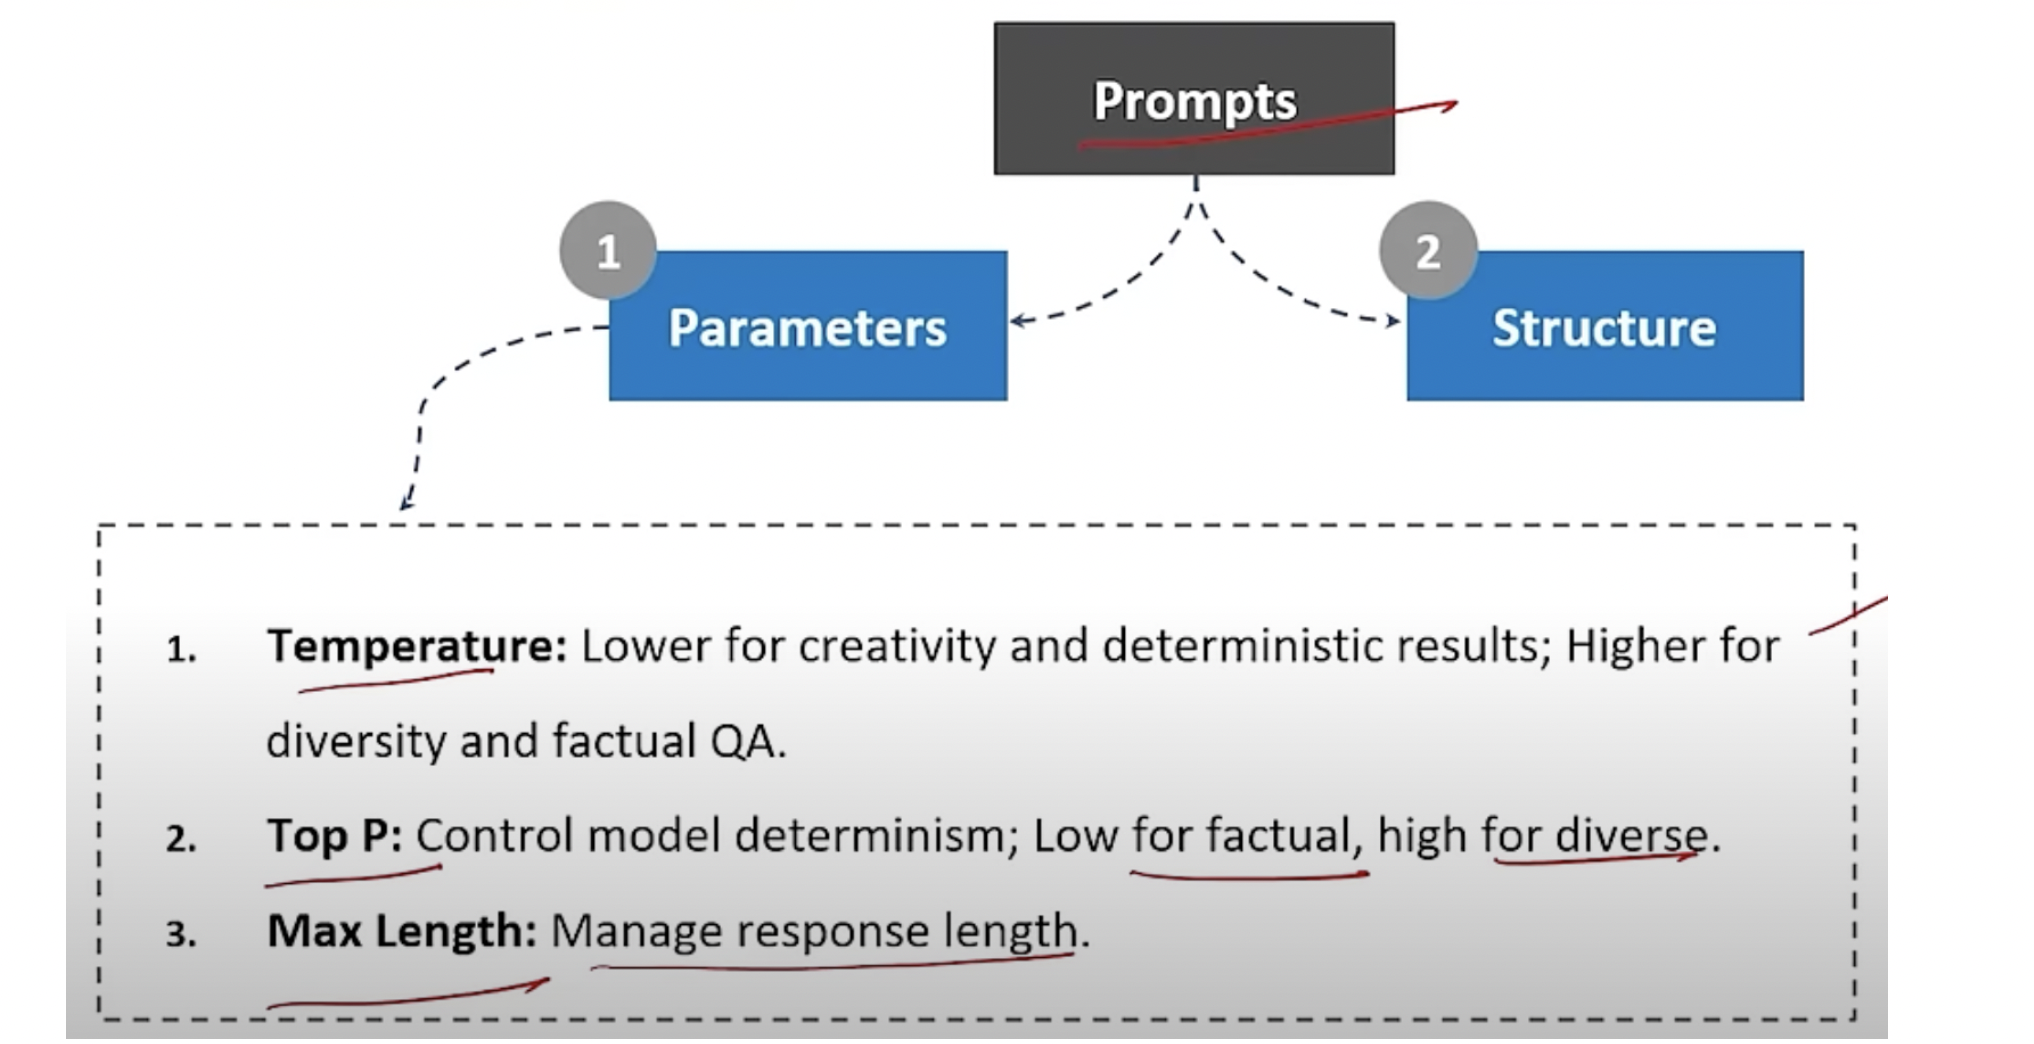 Prompts
1
Parameters
2
Structure
1. Temperature: Lower for creativity and deterministic results; Higher for
diversity and factual QA.
2. Top P: Control model determinism; Low for factual, high for diverse.
3. Max Length: Manage response length.